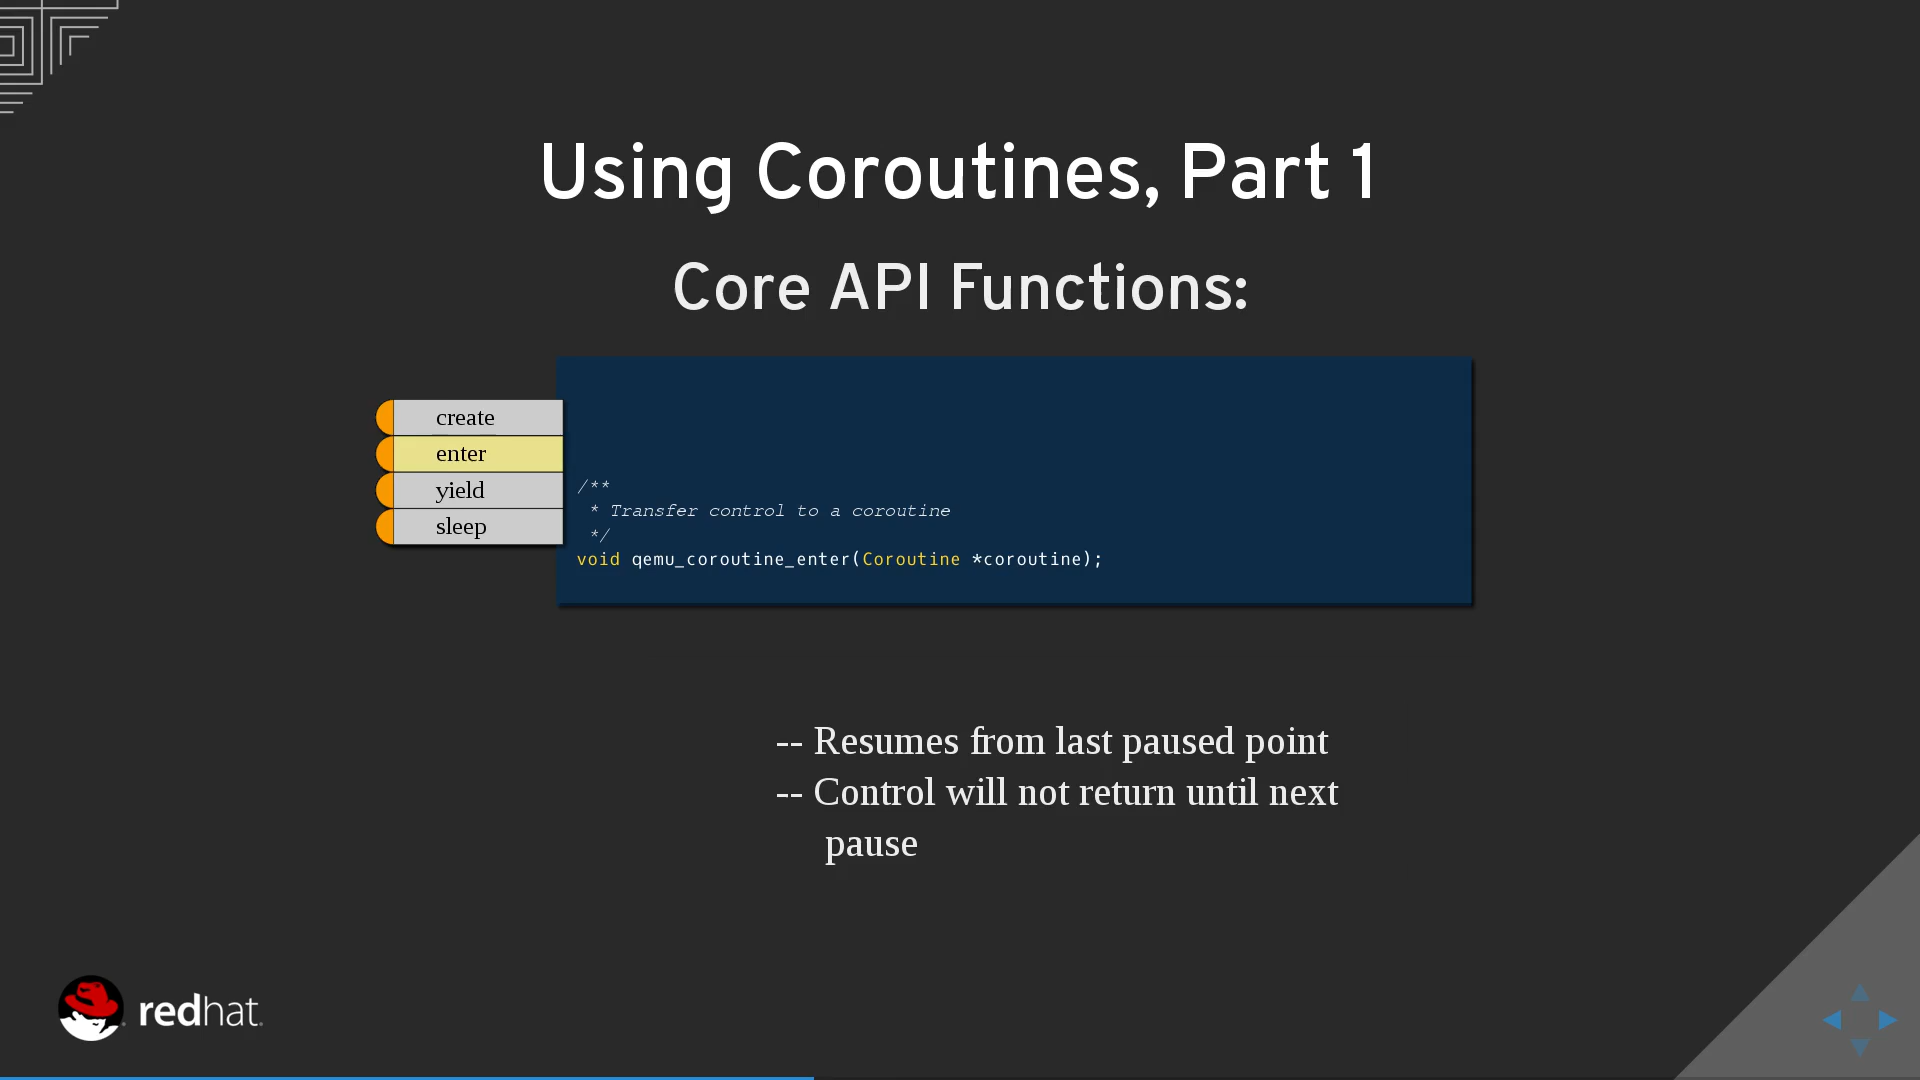 Using Coroutines, Part 1
Core API Functions:
create
enter
yield
sleep
/**
 * Transfer control to a coroutine
 */
void qemu_coroutine_enter(Coroutine *coroutine);
-- Resumes from last paused point
-- Control will not return until next
pause
redhat.